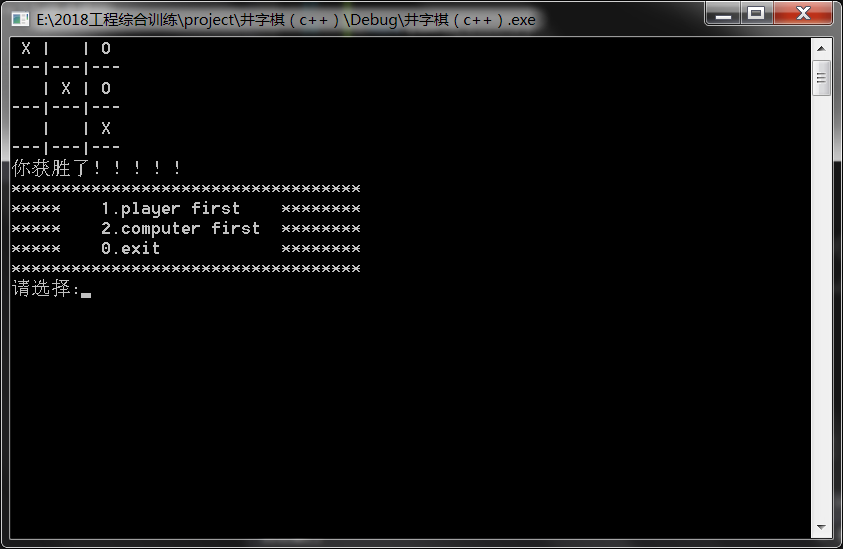 E:\2018工程综合训练\project\井字棋（c++）\Debug\井字棋（c++）.exe
 X |   | O
---|---|---
   | X | O
---|---|---
   |   | X
---|---|---
你获胜了！！！！！
***********************************
*****    1.player first    ********
*****    2.computer first  ********
*****    0.exit            ********
***********************************
请选择: